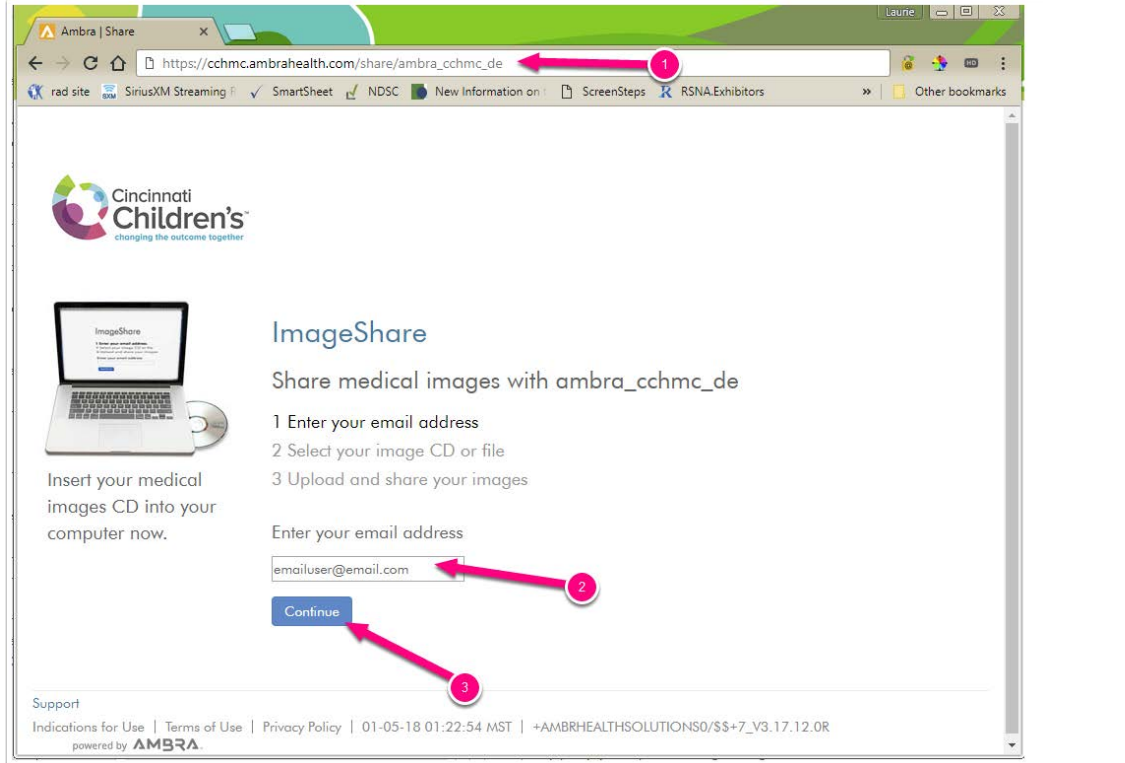 Laurie
Ambra | Share
https://cchmc.ambrahealth.com/share/ambra_cchmc_de
1
rad site SiriusXM Streaming SmartSheet NDSC New Information on ScreenSteps RSNA.Exhibitors » Other bookmarks
Cincinnati
Children's™
changing the outcome together
ImageShare
ImageShare
Share medical images with ambra_cchmc_de
1 Enter your email address
2 Select your image CD or file
3 Upload and share your images
Insert your medical
images CD into your
computer now.
Enter your email address
emailuser@email.com
2
Continue
3
Support
Indications for Use | Terms of Use | Privacy Policy | 01-05-18 01:22:54 MST | +AMBRHEALTHSOLUTIONS0/$$+7_V3.17.12.0R
powered by AMBRA.